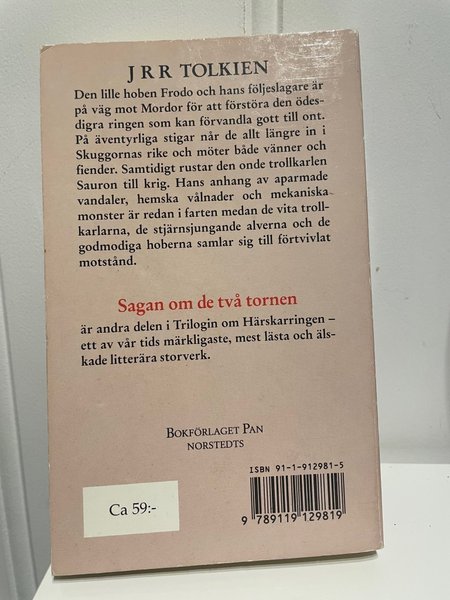 J R R TOLKIEN
Den lille hoben Frodo och hans följeslagare är
på väg mot Mordor för att förstöra den ödes-
digra ringen som kan förvandla gott till ont.
På äventyrliga stigar når de allt längre in i
Skuggornas rike och möter både vänner och
fiender. Samtidigt rustar den onde trollkarlen
Sauron till krig. Hans anhang av aparmade
vandaler, hemska vålnader och mekaniska
monster är redan i farten medan de vita troll-
karlarna, de stjärnsjungande alverna och de
godmodiga hoberna samlar sig till förtvivlat
motstånd.
Sagan om de två tornen
är andra delen i Trilogin om Härskarringen –
ett av vår tids märkligaste, mest lästa och äls-
kade litterära storverk.
BOKFÖRLAGET PAN
NORSTEDTS
ISBN 91-1-912981-5
Ca 59:-
9 789119 129819